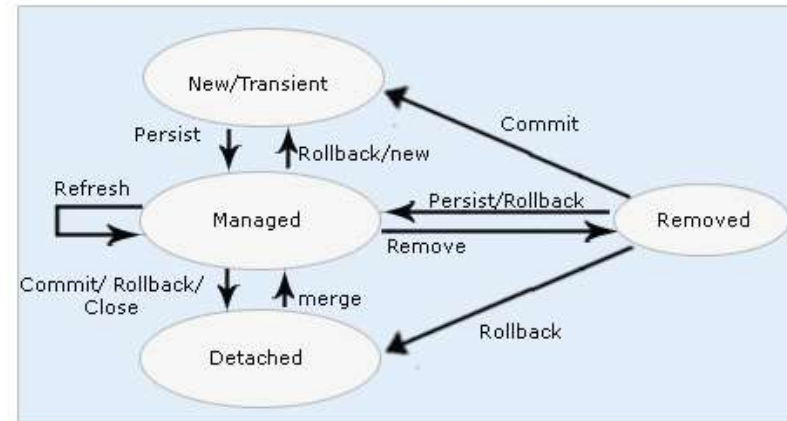 New/Transient
Commit
Persist
Rollback/new
Refresh
Persist/Rollback
Managed
Removed
Remove
Commit/ Rollback/
Close
merge
Rollback
Detached